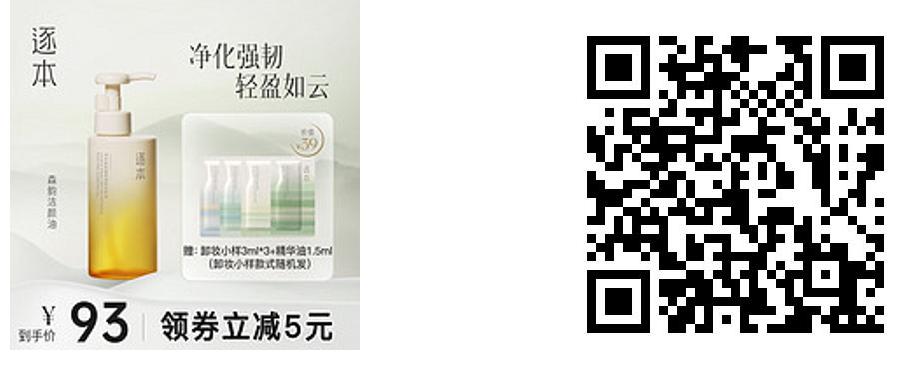 逐本
净化强韧
轻盈如云
价值
¥39
逐本
森韵洁颜油
赠：卸妆小样3ml*3+精华油1.5ml
（卸妆小样款式随机发）
¥
到手价
93
领券立减5元